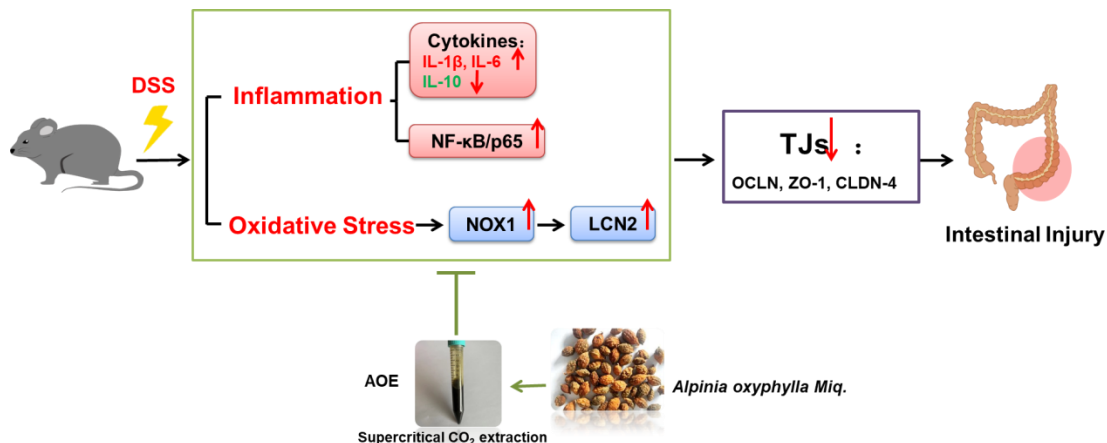 DSS
Inflammation
Cytokines：
IL-1β, IL-6
IL-10
NF-κB/p65
Oxidative Stress
NOX1
LCN2
TJs ：
OCLN, ZO-1, CLDN-4
Intestinal Injury
AOE
Supercritical CO₂ extraction
Alpinia oxyphylla Miq.